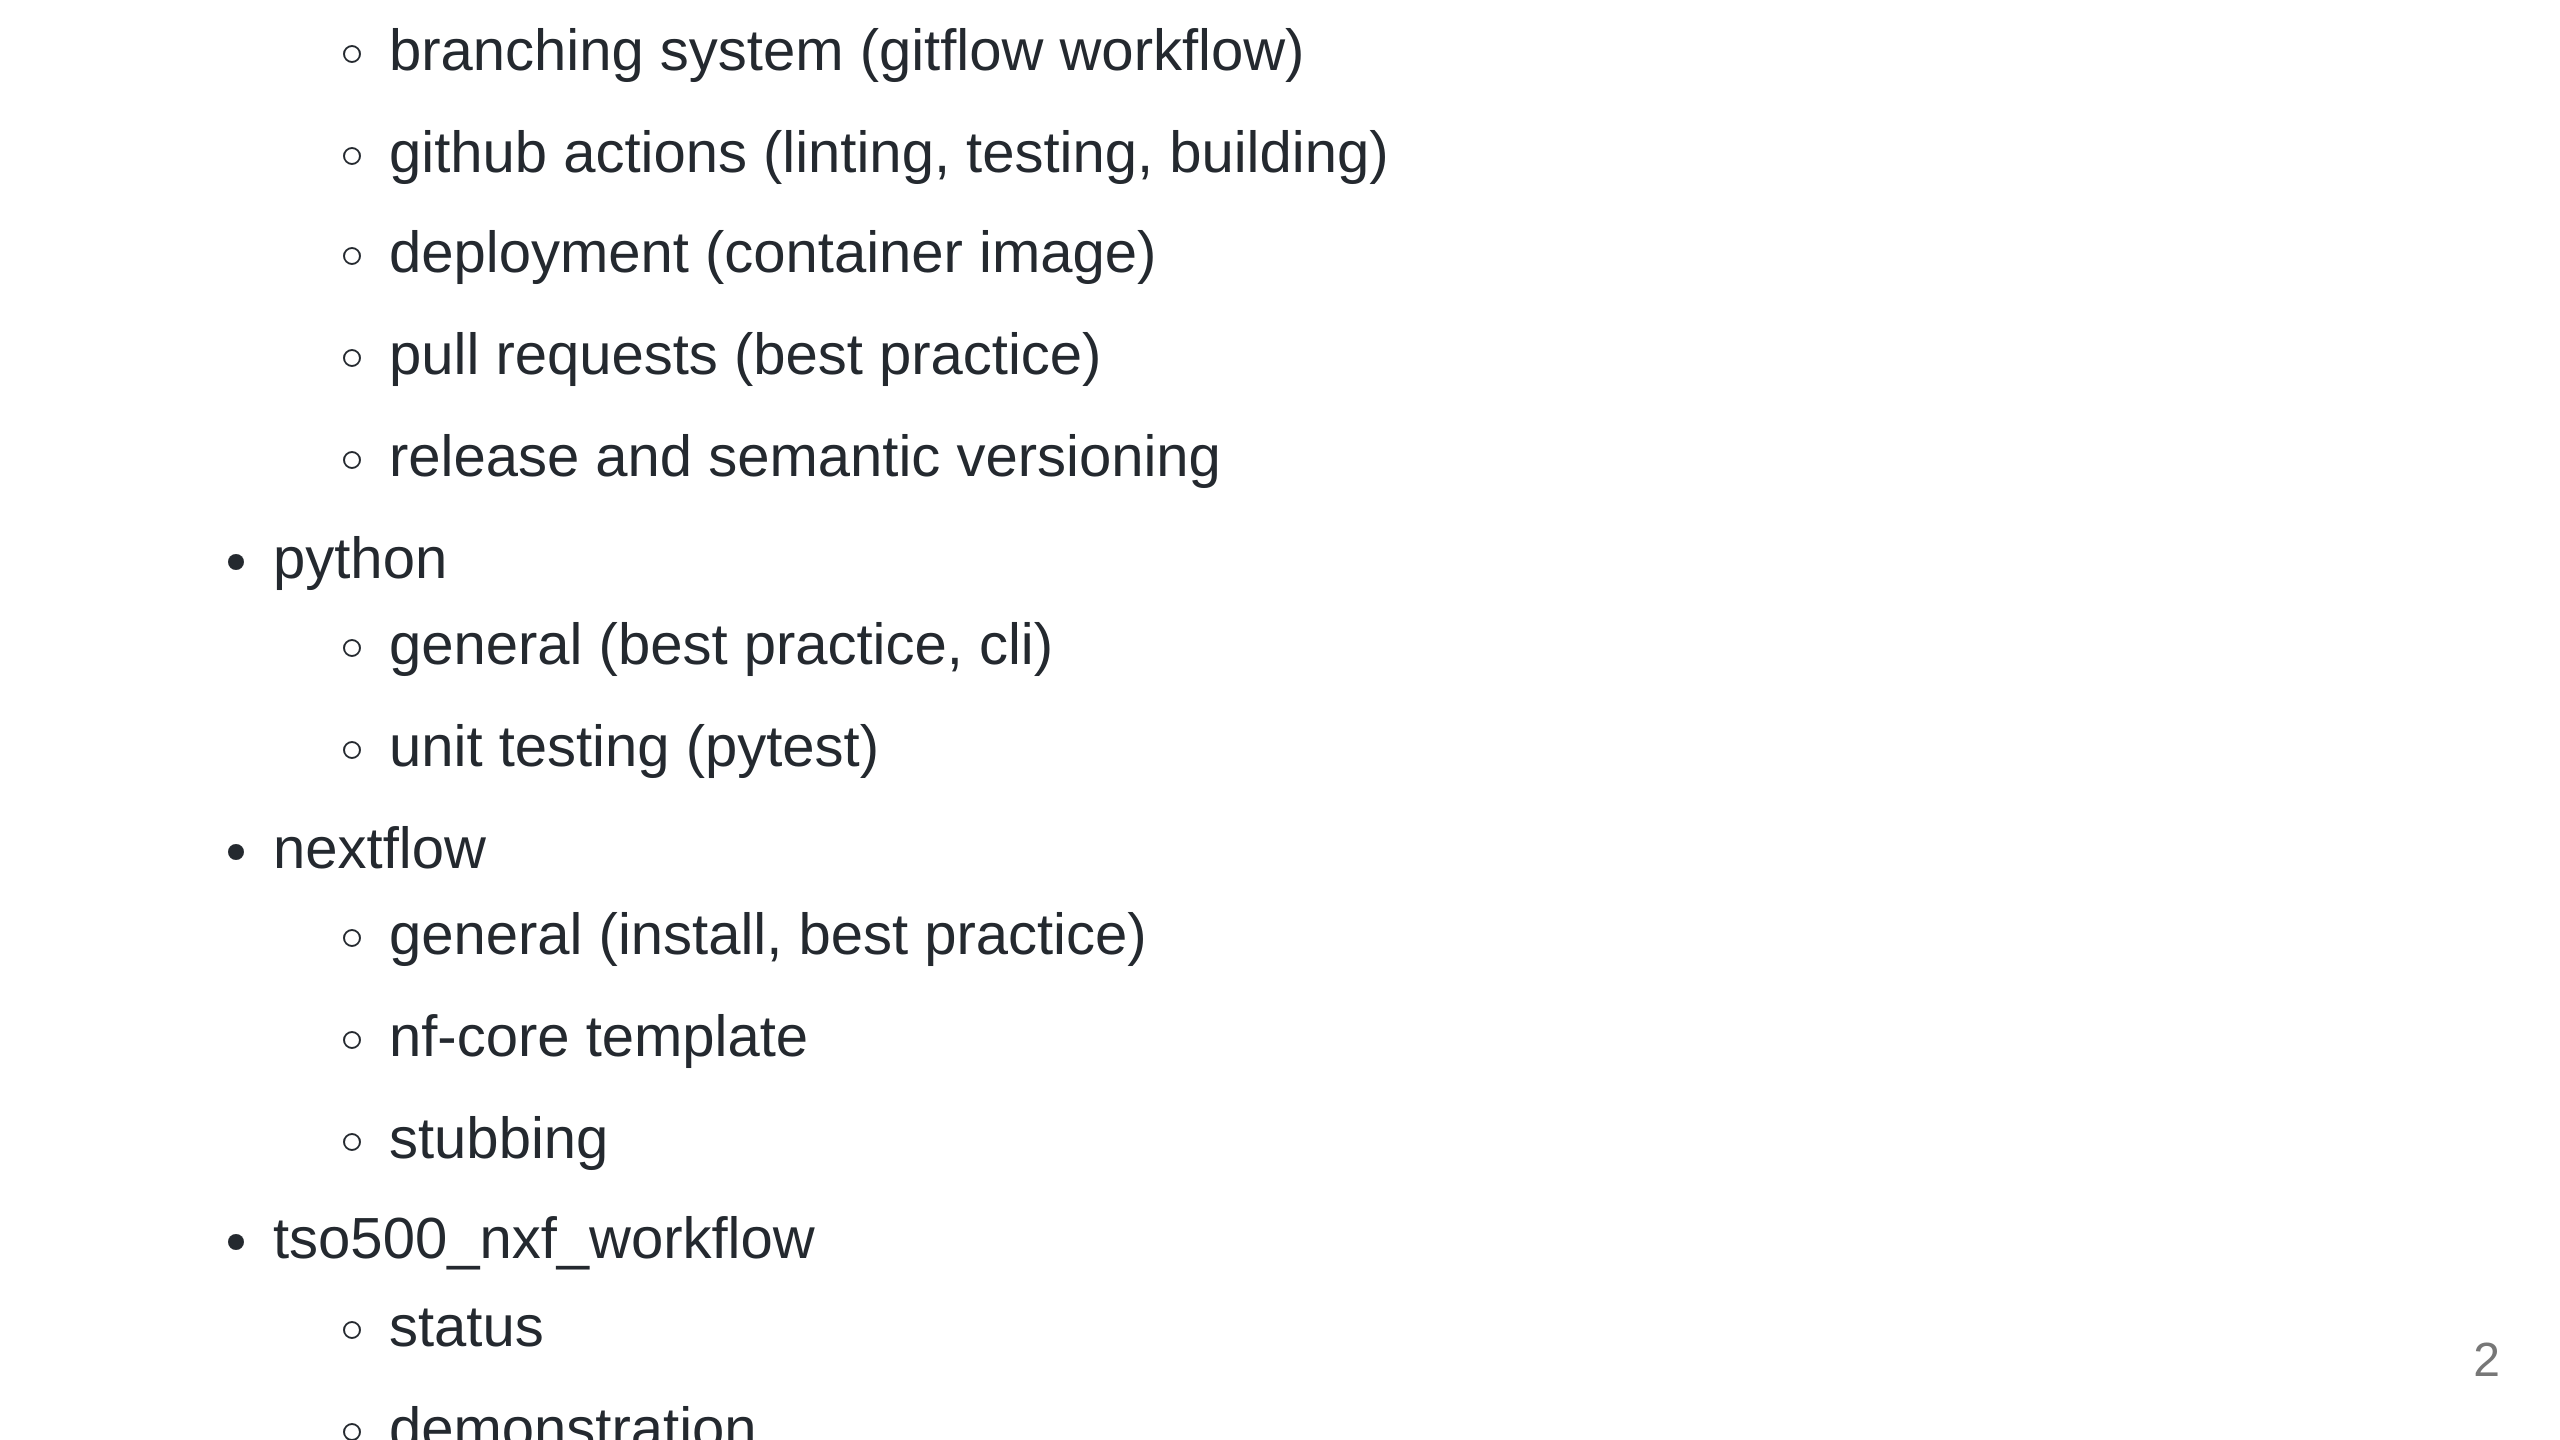 branching system (gitflow workflow)
github actions (linting, testing, building)
deployment (container image)
pull requests (best practice)
release and semantic versioning
python
general (best practice, cli)
unit testing (pytest)
nextflow
general (install, best practice)
nf-core template
stubbing
tso500_nxf_workflow
status
2
demonstration